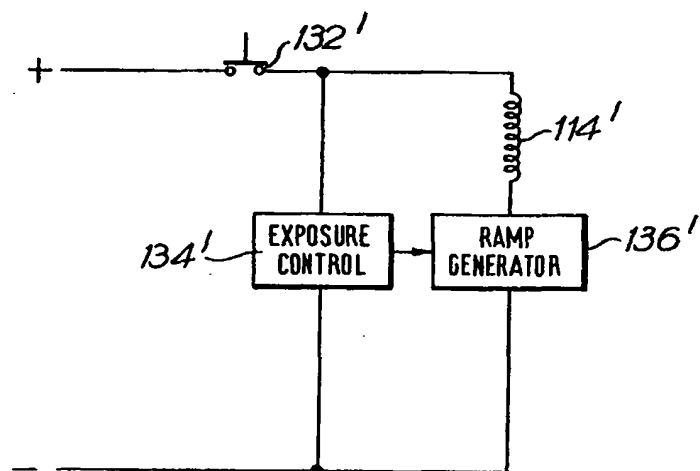 132'
+
114'
EXPOSURE
CONTROL
134'
RAMP
GENERATOR
136'
−